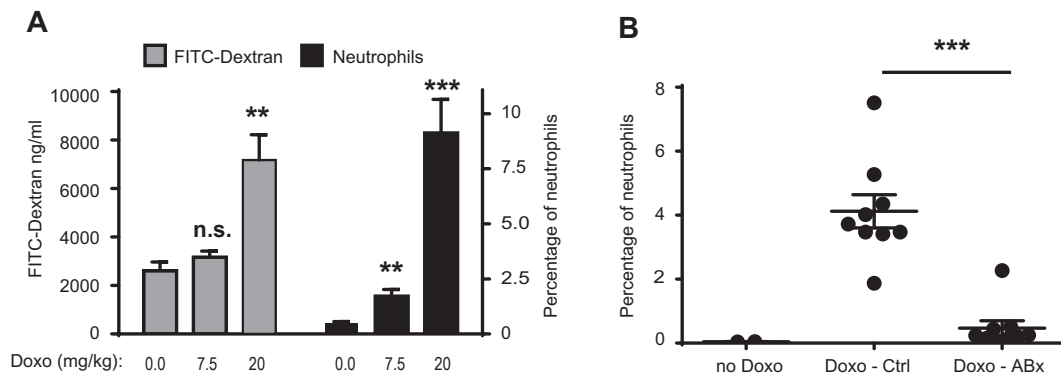 A
FITC-Dextran Neutrophils
FITC-Dextran ng/ml
10000
8000
6000
4000
2000
0
n.s.
**
**
***
10
7.5
5.0
2.5
0
Percentage of neutrophils
Doxo (mg/kg): 0.0 7.5 20 0.0 7.5 20
B
***
Percentage of neutrophils
8
6
4
2
0
no Doxo Doxo - Ctrl Doxo - ABx